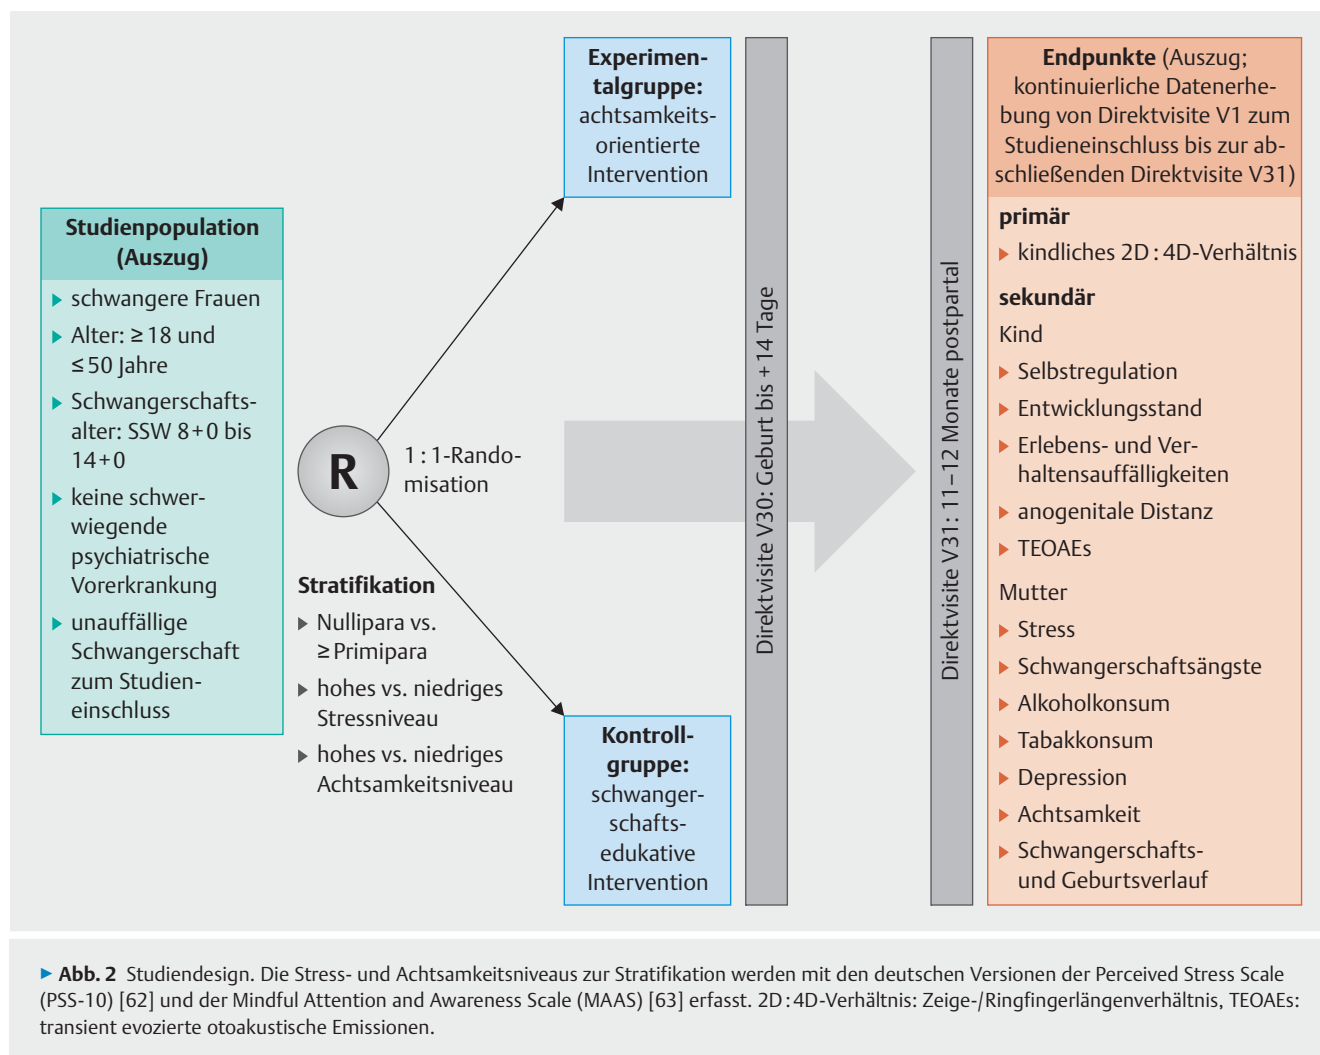 Studienpopulation
(Auszug)
▶ schwangere Frauen
▶ Alter: ≥ 18 und
≤ 50 Jahre
▶ Schwangerschafts-
alter: SSW 8+0 bis
14+0
▶ keine schwer-
wiegende
psychiatrische
Vorerkrankung
▶ unauffällige
Schwangerschaft
zum Studien-
einschluss
R
1 : 1-Rando-
misation
Stratifikation
▶ Nullipara vs.
≥ Primipara
▶ hohes vs. niedriges
Stressniveau
▶ hohes vs. niedriges
Achtsamkeitsniveau
Experimen-
talgruppe:
achtsamkeits-
orientierte
Intervention
Kontroll-
gruppe:
schwanger-
schafts-
edukative
Intervention
Direktvisite V30: Geburt bis + 14 Tage
Direktvisite V31: 11–12 Monate postpartal
Endpunkte (Auszug;
kontinuierliche Datenerhe-
bung von Direktvisite V1 zum
Studieneinschluss bis zur ab-
schließenden Direktvisite V31)
primär
▶ kindliches 2D : 4D-Verhältnis
sekundär
Kind
▶ Selbstregulation
▶ Entwicklungsstand
▶ Erlebens- und Ver-
haltensauffälligkeiten
▶ anogenitale Distanz
▶ TEOAEs
Mutter
▶ Stress
▶ Schwangerschaftsängste
▶ Alkoholkonsum
▶ Tabakkonsum
▶ Depression
▶ Achtsamkeit
▶ Schwangerschafts-
und Geburtsverlauf
▶ Abb. 2 Studiendesign. Die Stress- und Achtsamkeitsniveaus zur Stratifikation werden mit den deutschen Versionen der Perceived Stress Scale
(PSS-10) [62] und der Mindful Attention and Awareness Scale (MAAS) [63] erfasst. 2D : 4D-Verhältnis: Zeige-/Ringfingerlängenverhältnis, TEOAEs:
transient evozierte otoakustische Emissionen.